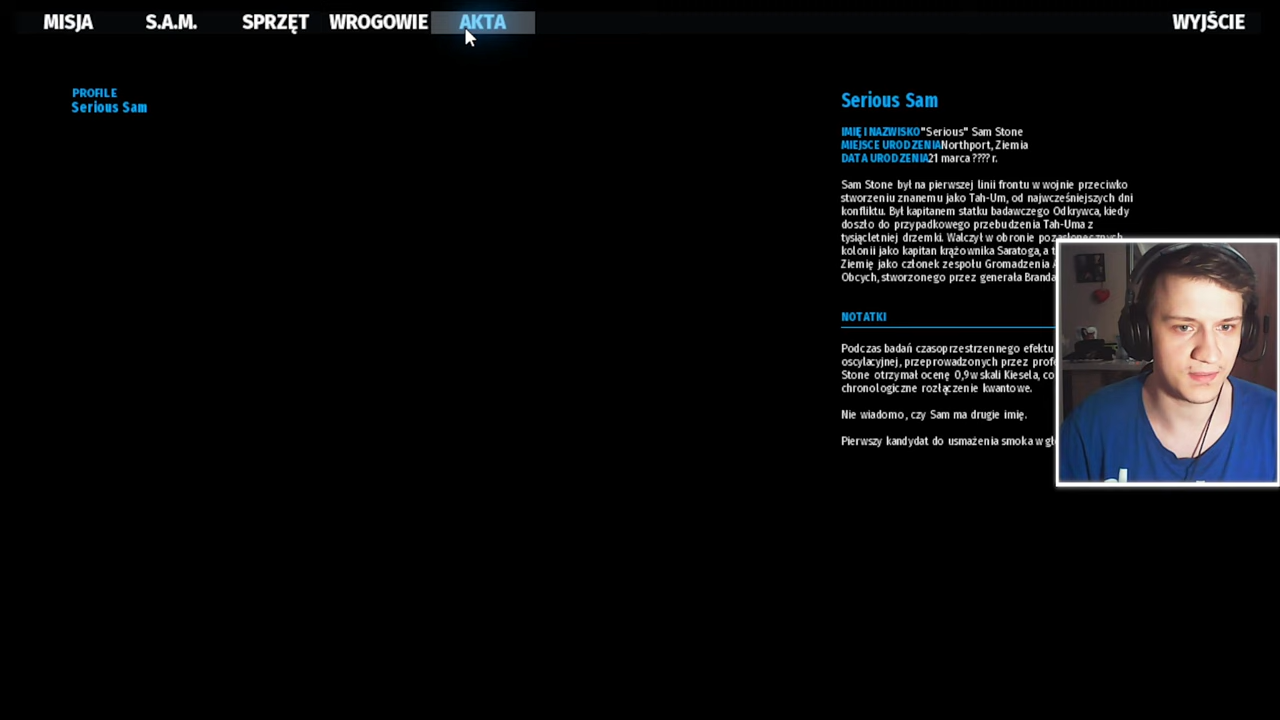 MISJA S.A.M. SPRZĘT WROGOWIE AKTA WYJŚCIE
PROFILE
Serious Sam
Serious Sam
IMIĘ I NAZWISKO "Serious" Sam Stone
MIEJSCE URODZENIA Northport, Ziemia
DATA URODZENIA 21 marca ???? r.
Sam Stone był na pierwszej linii frontu w wojnie przeciwko
stworzeniu znanemu jako Tah-Um, od najwcześniejszych dni
konfliktu. Był kapitanem statku badawczego Odkrywca, kiedy
doszło do przypadkowego przebudzenia Tah-Uma z
tysiącletniej drzemki. Walczył w obronie pozasłonecznych
kolonii jako kapitan krążownika Saratoga, a
Ziemię jako członek zespołu Gromadzenia
Obcych, stworzonego przez generała
NOTATKI
Podczas badań czasoprzestrzennego efektu
oscylacyjnej, przeprowadzonych przez
Stone otrzymał ocenę 0,9 w skali Kiesela, co
chronologiczne rozłączenie kwantowe.
Nie wiadomo, czy Sam ma drugie imię.
Pierwszy kandydat do usmażenia smoka w